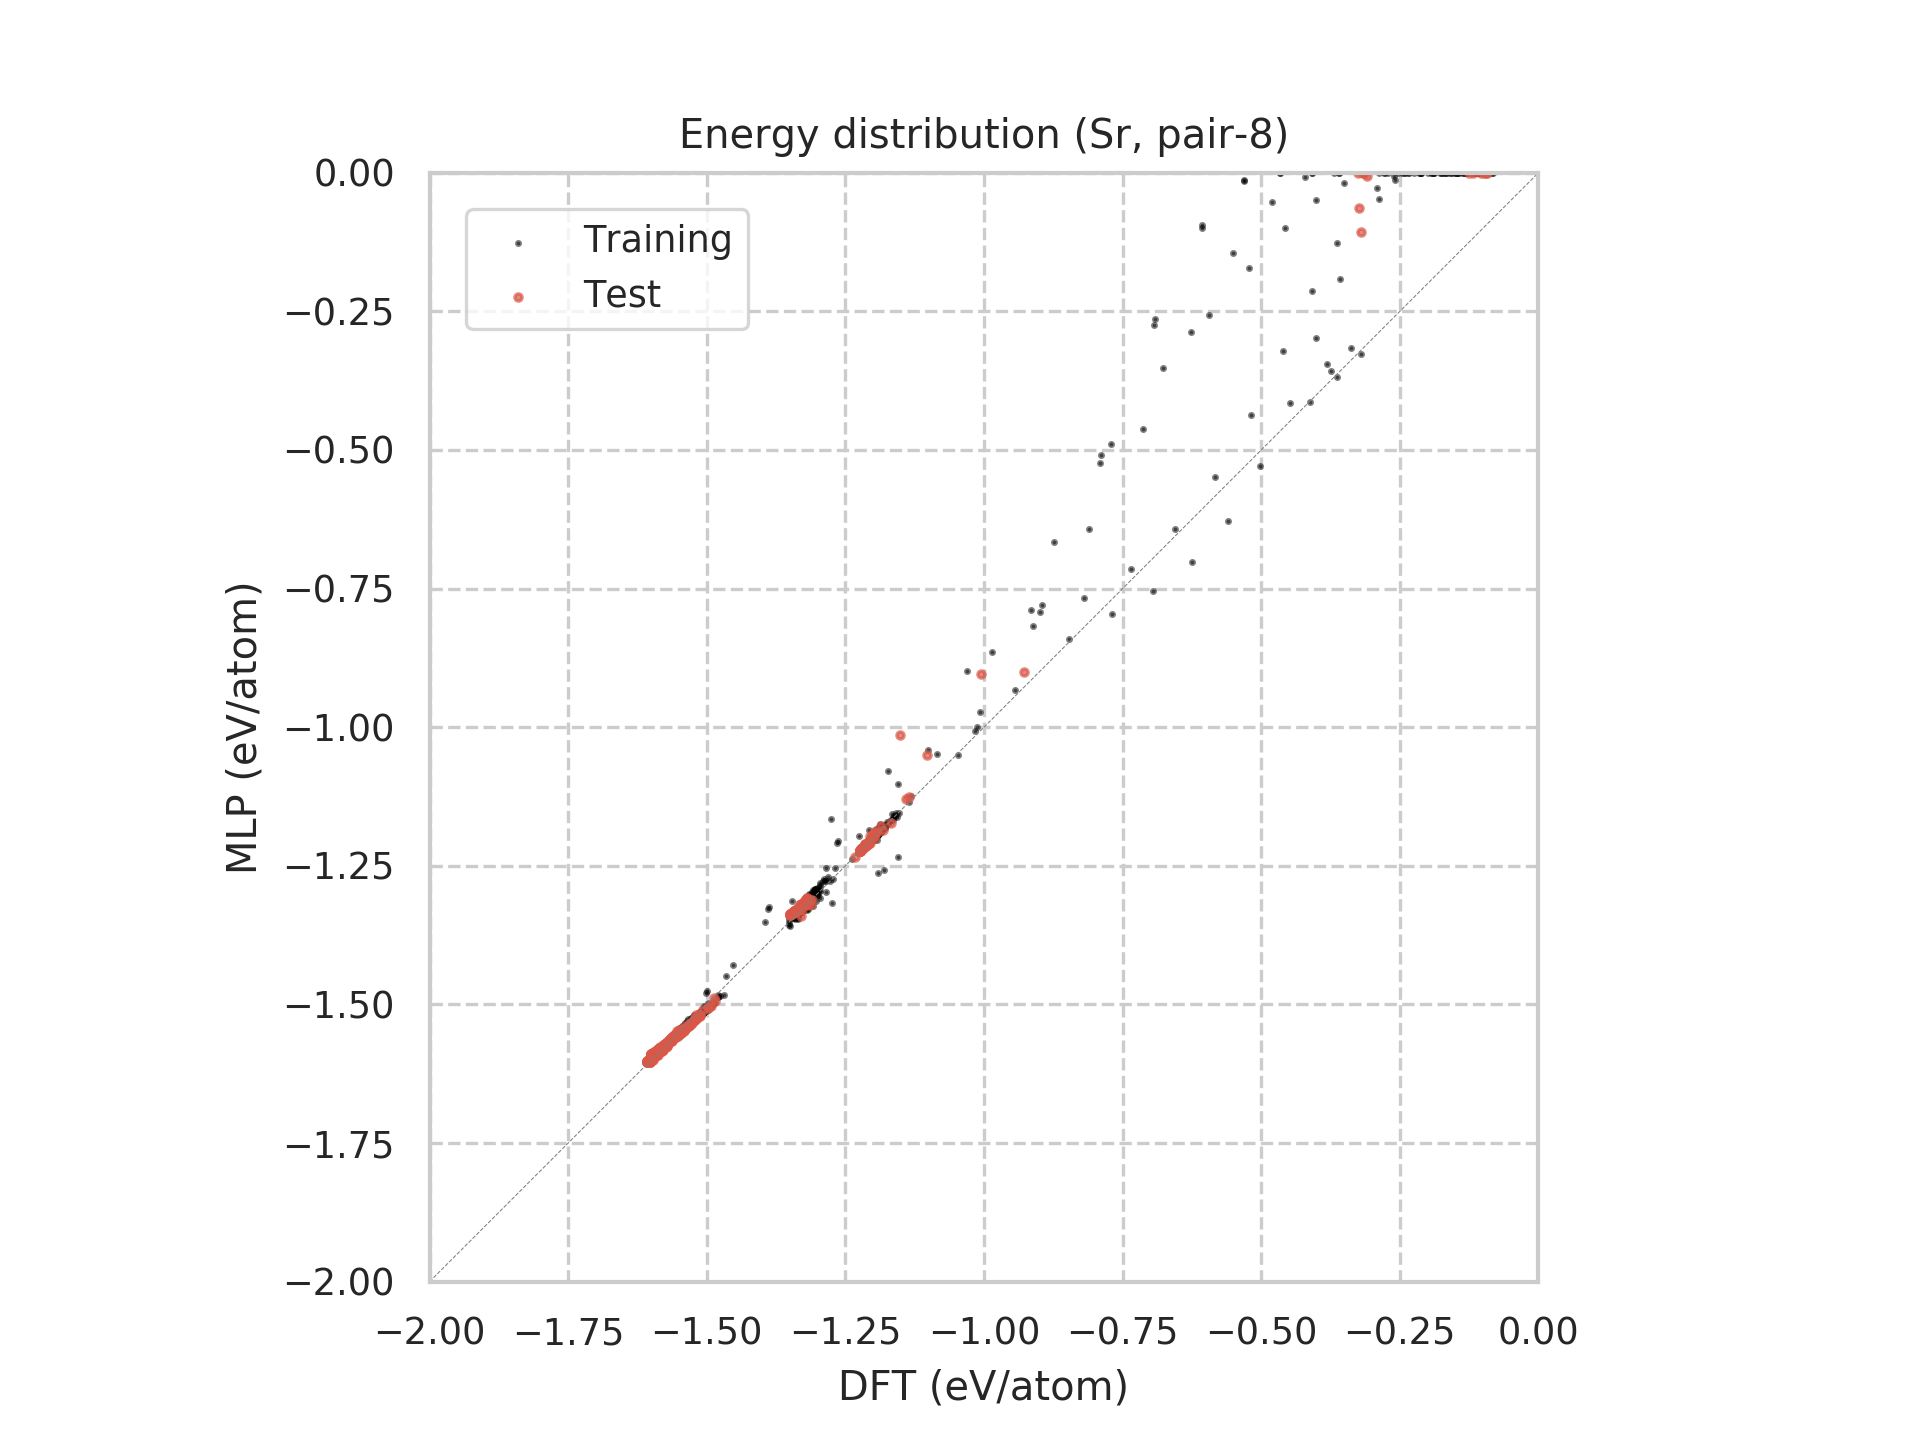 Energy distribution (Sr, pair-8)
0.00
Training
Test
−0.25
−0.50
−0.75
−1.00
−1.25
−1.50
−1.75
−2.00
MLP (eV/atom)
−2.00 −1.75 −1.50 −1.25 −1.00 −0.75 −0.50 −0.25 0.00
DFT (eV/atom)